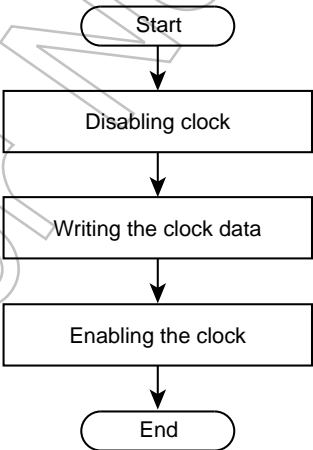 Start
Disabling clock
Writing the clock data
Enabling the clock
End